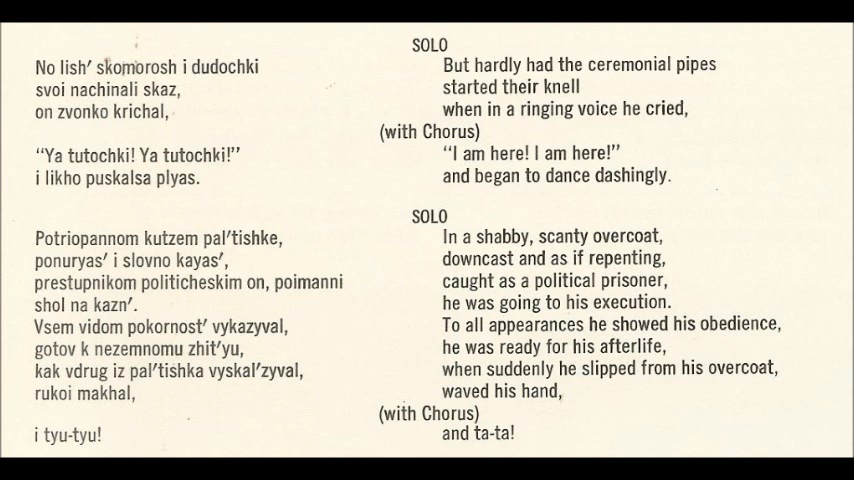 SOLO
No lish′ skomorosh i dudochki
svoi nachinali skaz,
on zvonko krichal,
“Ya tutochki! Ya tutochki!”
i likho puskalsa plyas.
But hardly had the ceremonial pipes
started their knell
when in a ringing voice he cried,
(with Chorus)
“I am here! I am here!”
and began to dance dashingly.
SOLO
Potriopannom kutzem pal′tishke,
ponuryas′ i slovno kayas′,
prestupnikom politicheskim on, poimanni
shol na kazn′.
Vsem vidom pokornost′ vykazyval,
gotov k nezemnomu zhit′yu,
kak vdrug iz pal′tishka vyskal′zyval,
rukoi makhal,
i tyu-tyu!
In a shabby, scanty overcoat,
downcast and as if repenting,
caught as a political prisoner,
he was going to his execution.
To all appearances he showed his obedience,
he was ready for his afterlife,
when suddenly he slipped from his overcoat,
waved his hand,
(with Chorus)
and ta-ta!